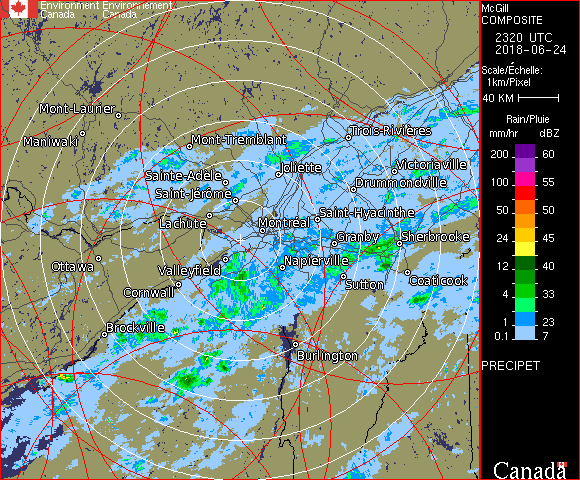 Environment Environnement
Canada Canada
McGill
COMPOSITE
2320 UTC
2018-06-24
Scale/Échelle:
1km/Pixel
40 KM
Rain/Pluie
mm/hr dBZ
200 60
100 55
50 50
24 45
12 40
4 33
1 23
0.1 7
PRECIPET
Canada
Mont-Laurier
Maniwaki
Mont-Tremblant
Trois-Rivières
Joliette
Victoriaville
Sainte-Adèle
Drummondville
Saint-Jérôme
Lachute
Montréal
Saint-Hyacinthe
Granby
Sherbrooke
Ottawa
Valleyfield
Napierville
Cornwall
Sutton
Coaticook
Brockville
Burlington